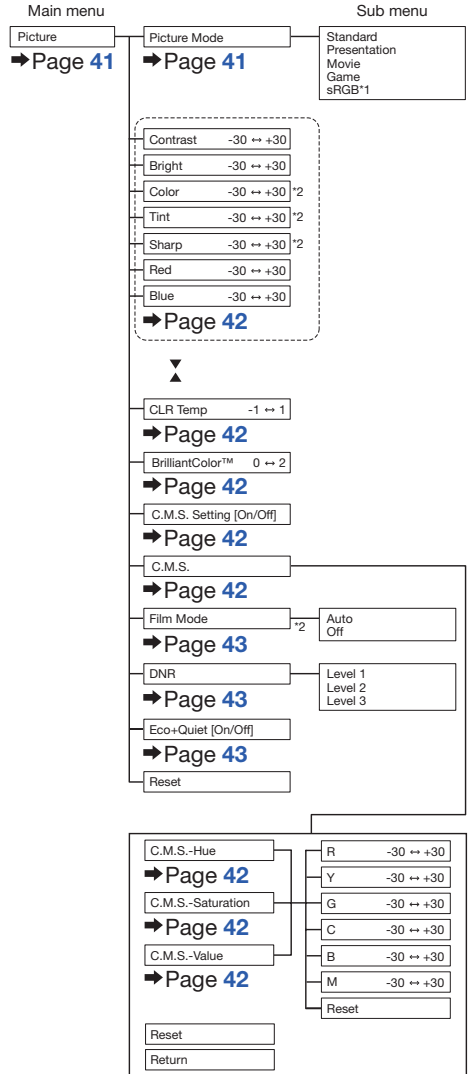 Main menu
Sub menu
Picture
➡Page 41
Picture Mode
➡Page 41
Standard
Presentation
Movie
Game
sRGB*1
Contrast -30 ↔ +30
Bright -30 ↔ +30
Color -30 ↔ +30 *2
Tint -30 ↔ +30 *2
Sharp -30 ↔ +30 *2
Red -30 ↔ +30
Blue -30 ↔ +30
➡Page 42
CLR Temp -1 ↔ 1
➡Page 42
BrilliantColor™ 0 ↔ 2
➡Page 42
C.M.S. Setting [On/Off]
➡Page 42
C.M.S.
➡Page 42
Film Mode *2
➡Page 43
Auto
Off
DNR
➡Page 43
Level 1
Level 2
Level 3
Eco+Quiet [On/Off]
➡Page 43
Reset
C.M.S.-Hue
➡Page 42
C.M.S.-Saturation
➡Page 42
C.M.S.-Value
➡Page 42
R -30 ↔ +30
Y -30 ↔ +30
G -30 ↔ +30
C -30 ↔ +30
B -30 ↔ +30
M -30 ↔ +30
Reset
Reset
Return